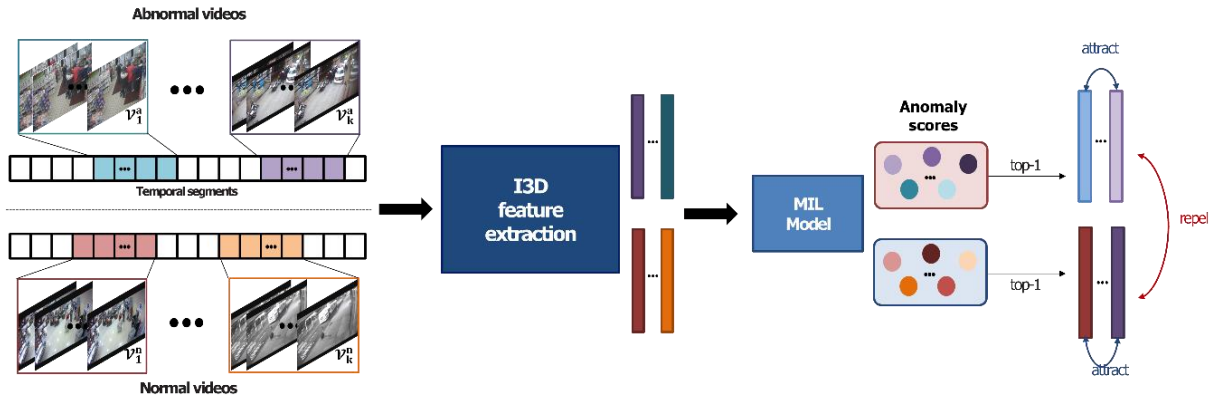 Abnormal videos
𝒱₁ᵃ
𝒱ₖᵃ
Temporal segments
I3D
feature
extraction
MIL
Model
Anomaly
scores
top-1
top-1
attract
repel
attract
𝒱₁ⁿ
𝒱ₖⁿ
Normal videos